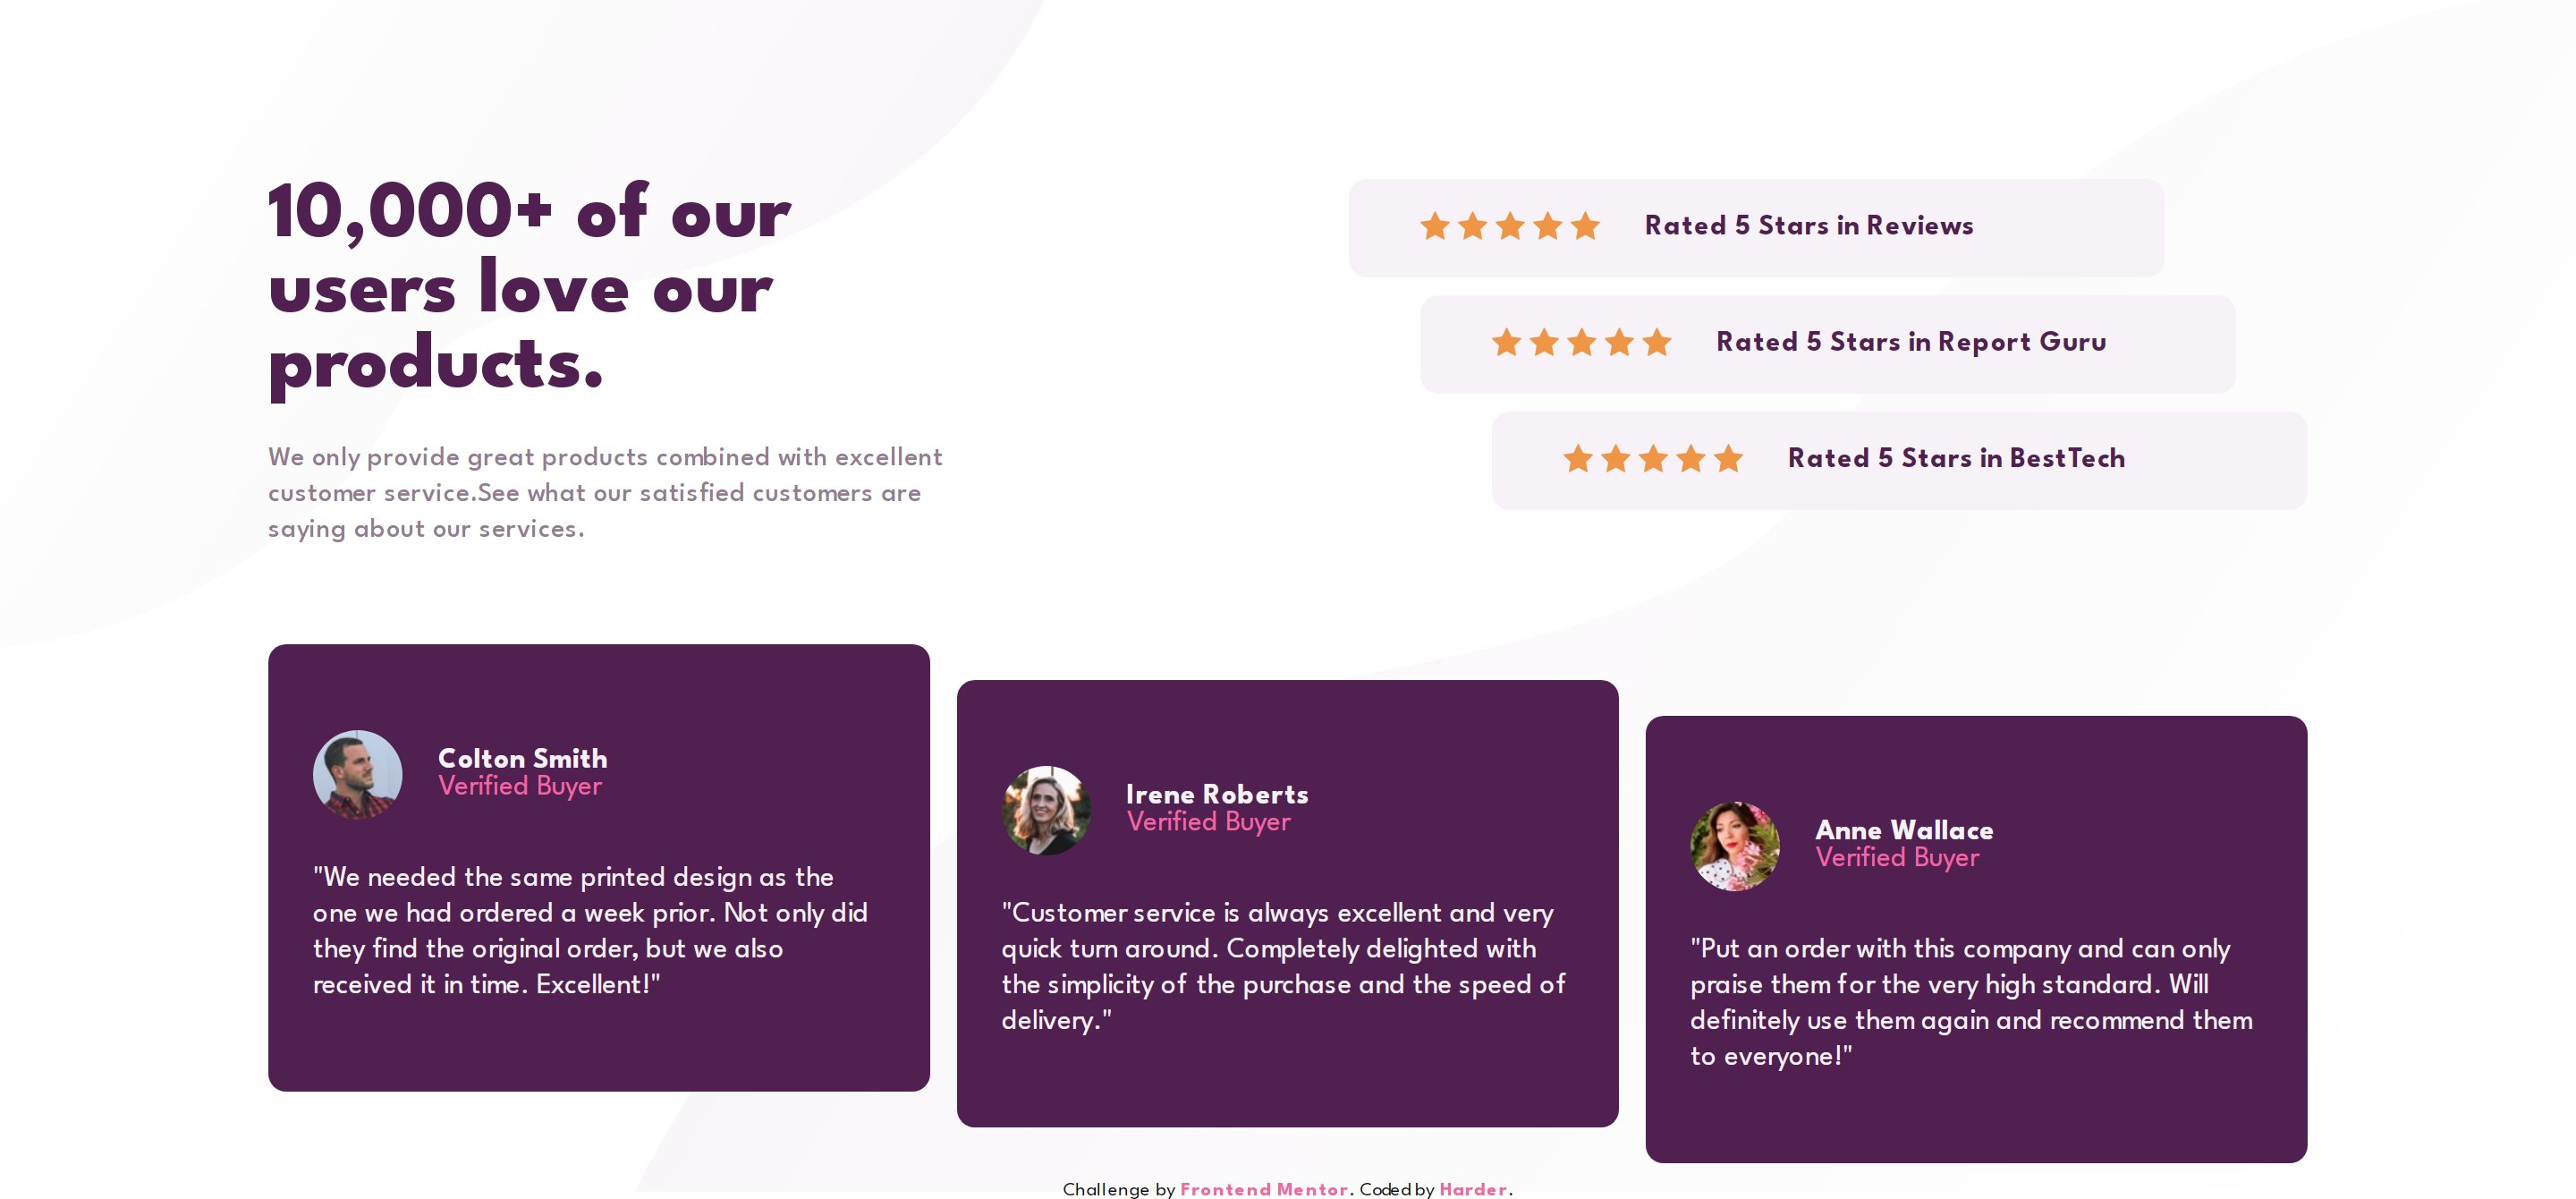 10,000+ of our
users love our
products.
We only provide great products combined with excellent
customer service.See what our satisfied customers are
saying about our services.
Rated 5 Stars in Reviews
Rated 5 Stars in Report Guru
Rated 5 Stars in BestTech
Colton Smith
Verified Buyer
"We needed the same printed design as the
one we had ordered a week prior. Not only did
they find the original order, but we also
received it in time. Excellent!"
Irene Roberts
Verified Buyer
"Customer service is always excellent and very
quick turn around. Completely delighted with
the simplicity of the purchase and the speed of
delivery."
Anne Wallace
Verified Buyer
"Put an order with this company and can only
praise them for the very high standard. Will
definitely use them again and recommend them
to everyone!"
Challenge by Frontend Mentor. Coded by Harder.